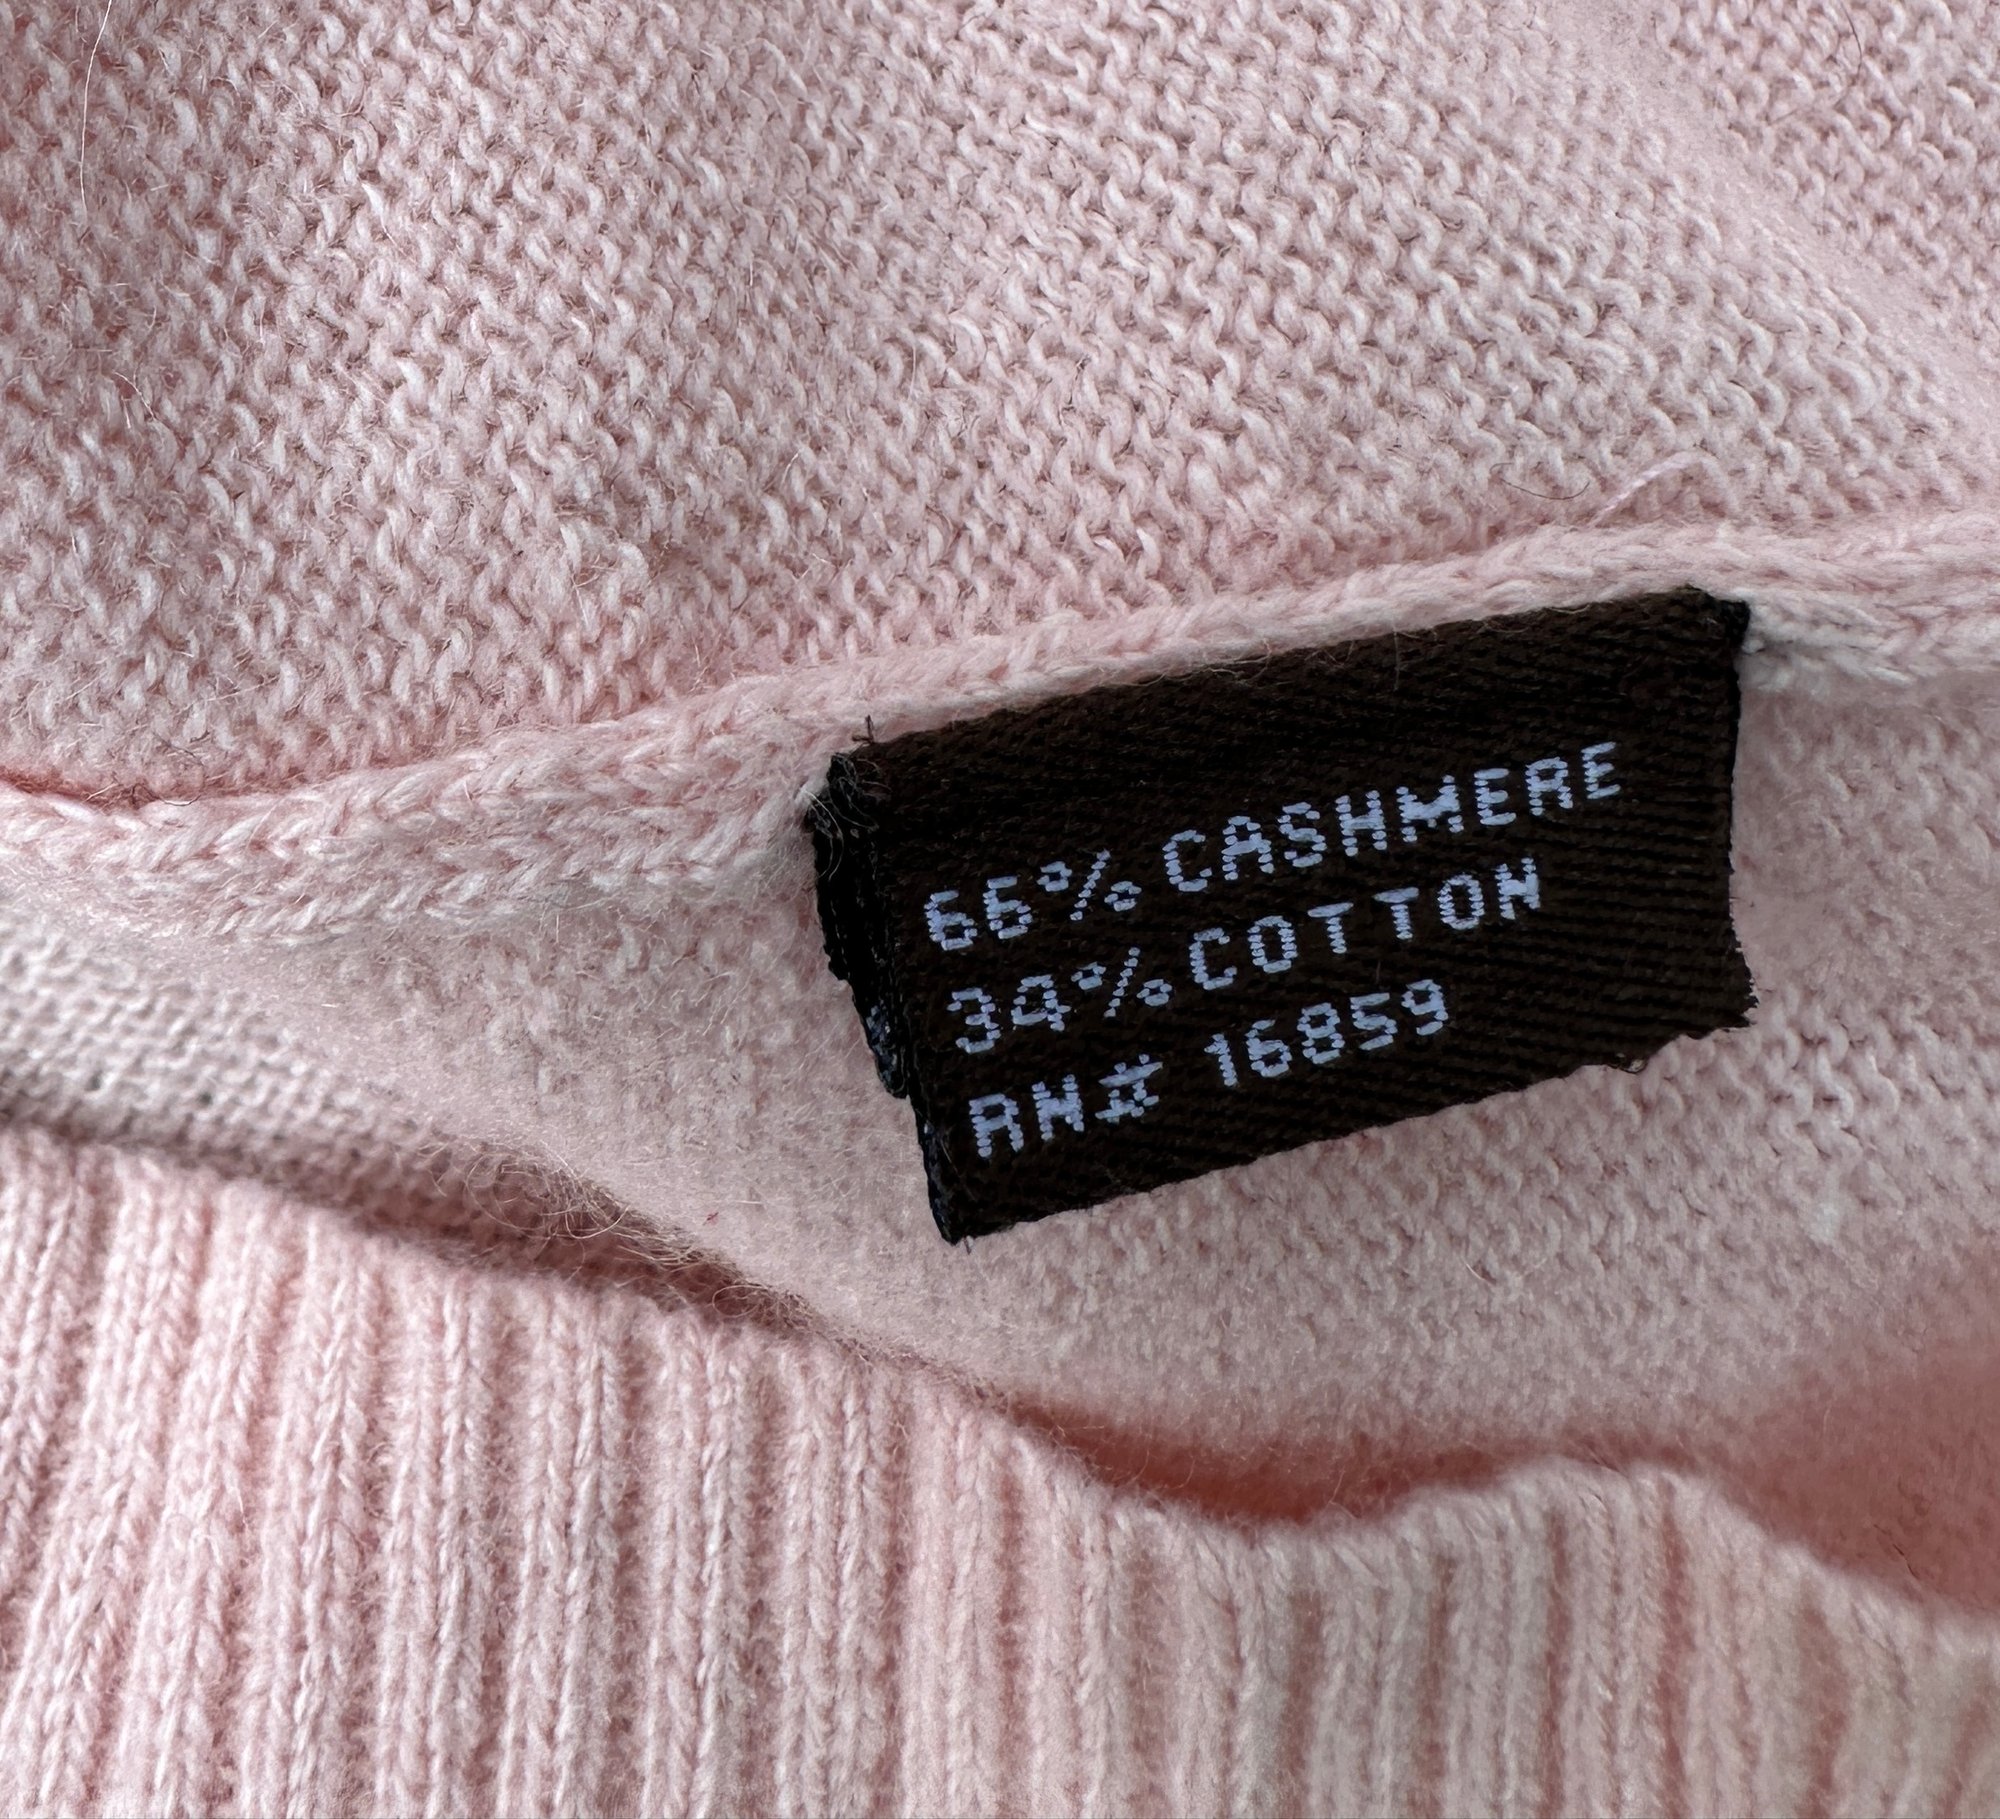 66% CASHMERE
34% COTTON
RN# 16859